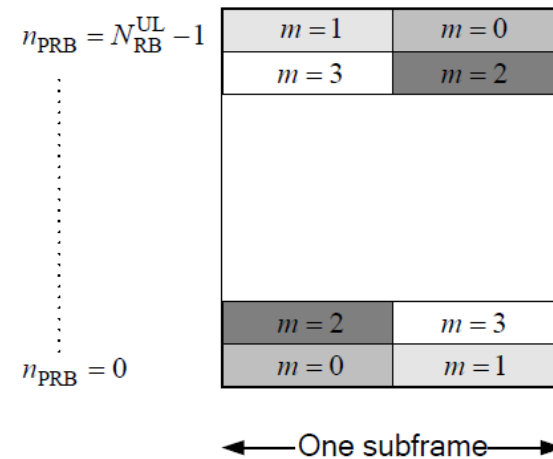 n_PRB = N_RB^UL −1 m = 1 m = 0
m = 3 m = 2
m = 2 m = 3
n_PRB = 0 m = 0 m = 1
One subframe